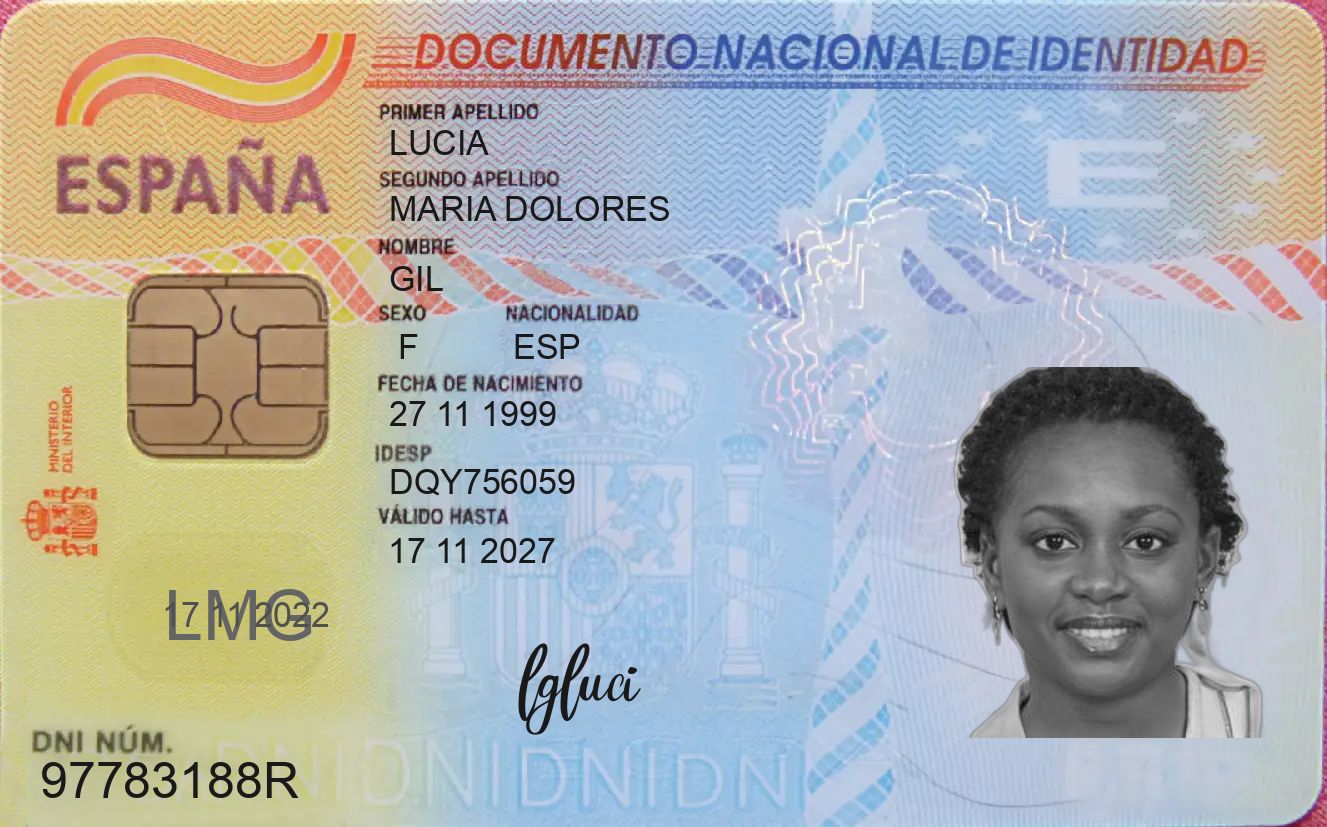 DOCUMENTO NACIONAL DE IDENTIDAD
ESPAÑA
PRIMER APELLIDO
LUCIA
SEGUNDO APELLIDO
MARIA DOLORES
NOMBRE
GIL
SEXO NACIONALIDAD
F ESP
FECHA DE NACIMIENTO
27 11 1999
IDESP
DQY756059
VÁLIDO HASTA
17 11 2027
MINISTERIO
DEL INTERIOR
17 11 2022
LMG
lgluci
DNI NÚM.
97783188R
DNIDNIDNIDNIDNI
E